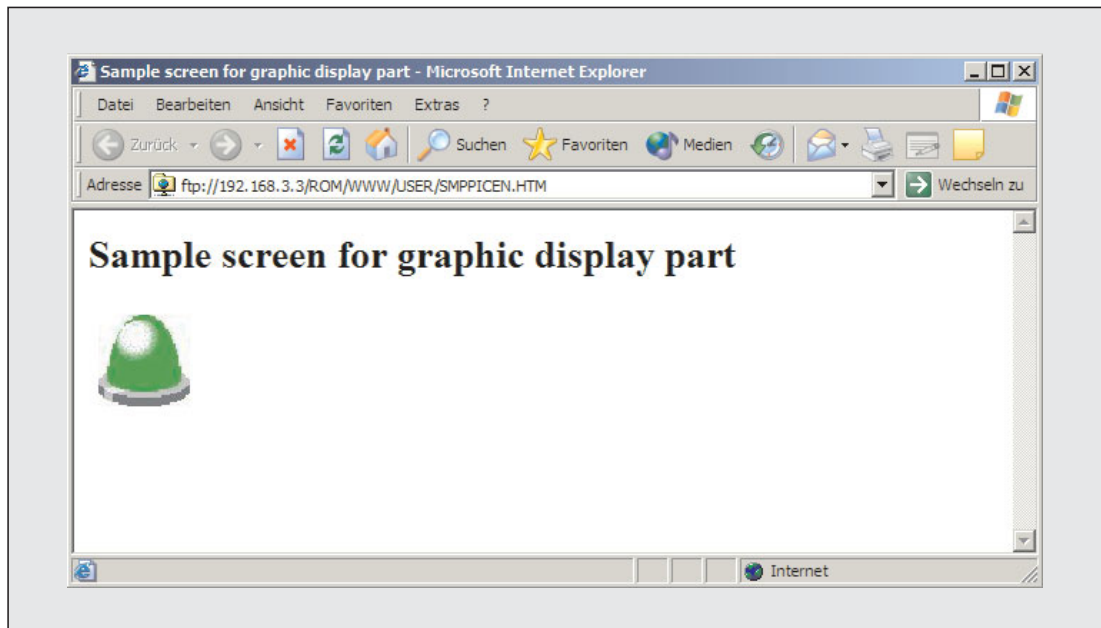 Sample screen for graphic display part - Microsoft Internet Explorer
Datei Bearbeiten Ansicht Favoriten Extras ?
Zurück Suchen Favoriten Medien
Adresse ftp://192.168.3.3/ROM/WWW/USER/SMPPICEN.HTM Wechseln zu
Sample screen for graphic display part
Internet